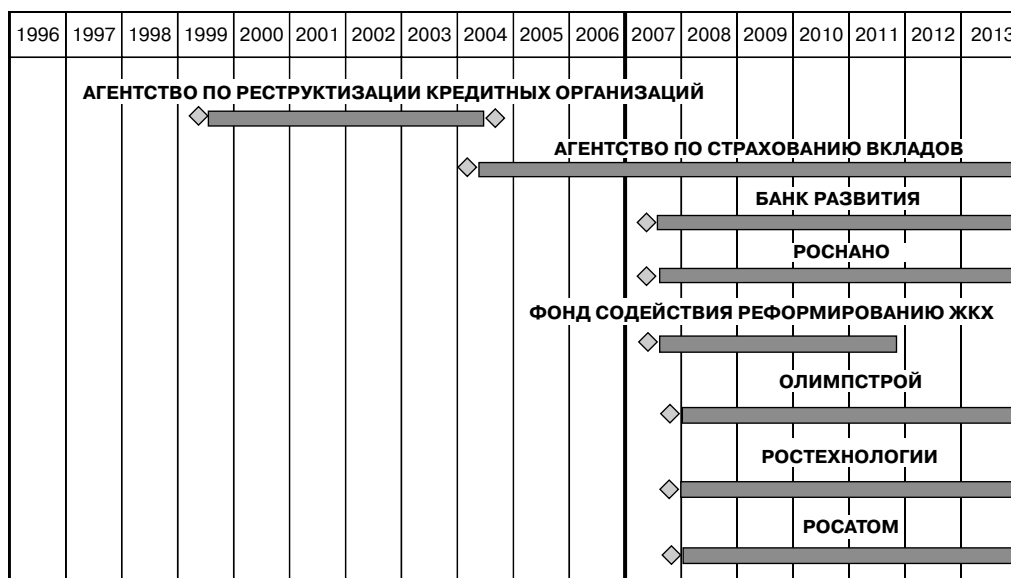 1996 1997 1998 1999 2000 2001 2002 2003 2004 2005 2006 2007 2008 2009 2010 2011 2012 2013
АГЕНТСТВО ПО РЕСТРУКТИЗАЦИИ КРЕДИТНЫХ ОРГАНИЗАЦИЙ
АГЕНТСТВО ПО СТРАХОВАНИЮ ВКЛАДОВ
БАНК РАЗВИТИЯ
РОСНАНО
ФОНД СОДЕЙСТВИЯ РЕФОРМИРОВАНИЮ ЖКХ
ОЛИМПСТРОЙ
РОСТЕХНОЛОГИИ
РОСАТОМ